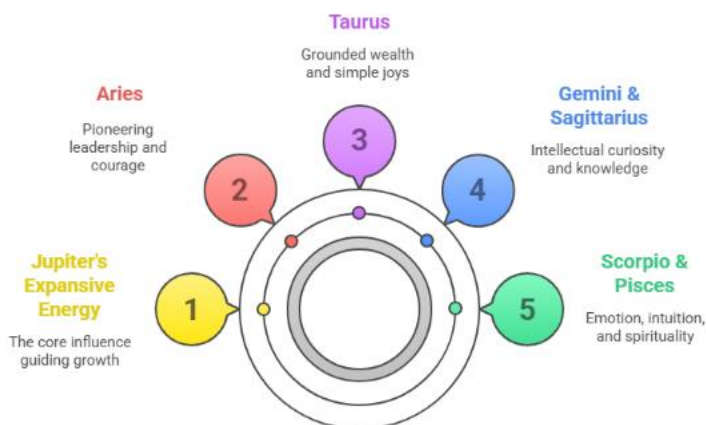 Taurus
Grounded wealth
and simple joys
3
Aries
Pioneering
leadership and
courage
2
Gemini &
Sagittarius
Intellectual curiosity
and knowledge
4
Jupiter's
Expansive
Energy
The core influence
guiding growth
1
Scorpio &
Pisces
Emotion, intuition,
and spirituality
5